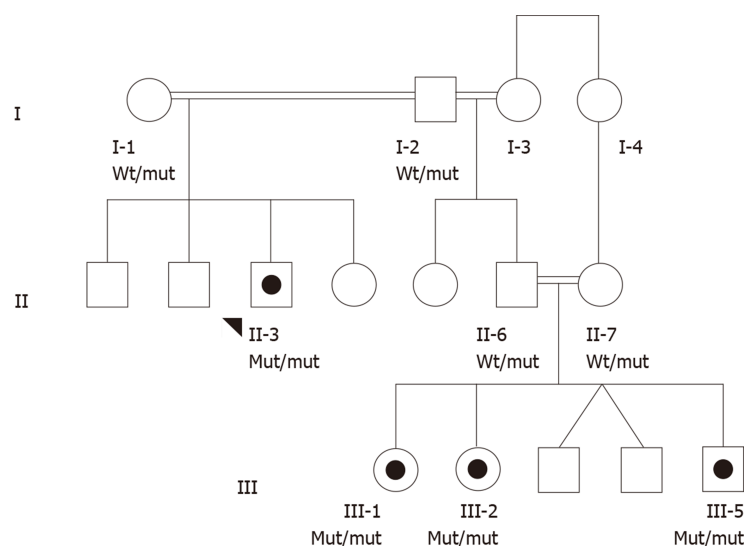 I
I-1
Wt/mut
I-2
Wt/mut
I-3
I-4
II
II-3
Mut/mut
II-6
Wt/mut
II-7
Wt/mut
III
III-1
Mut/mut
III-2
Mut/mut
III-5
Mut/mut